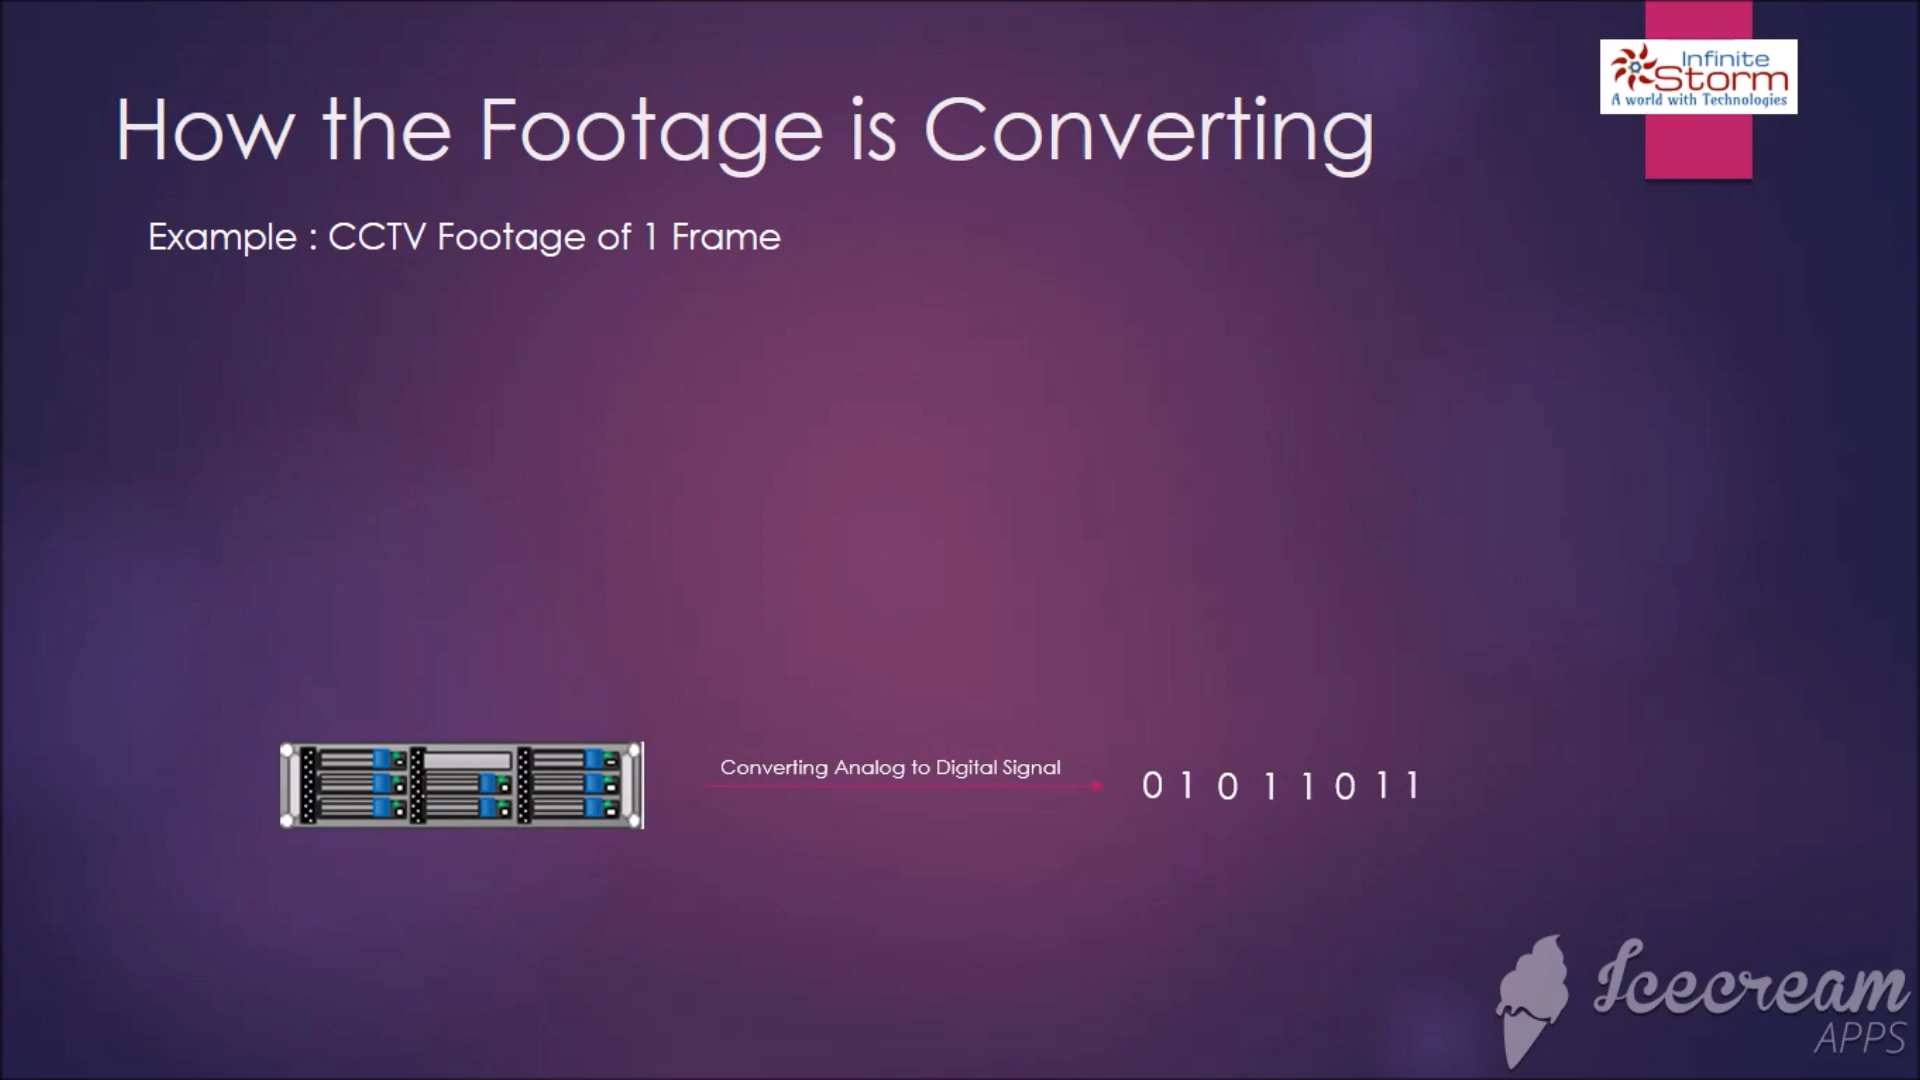 Infinite
Storm
A world with Technologies
How the Footage is Converting
Example : CCTV Footage of 1 Frame
Converting Analog to Digital Signal
0 1 0 1 1 0 1 1
Icecream
APPS